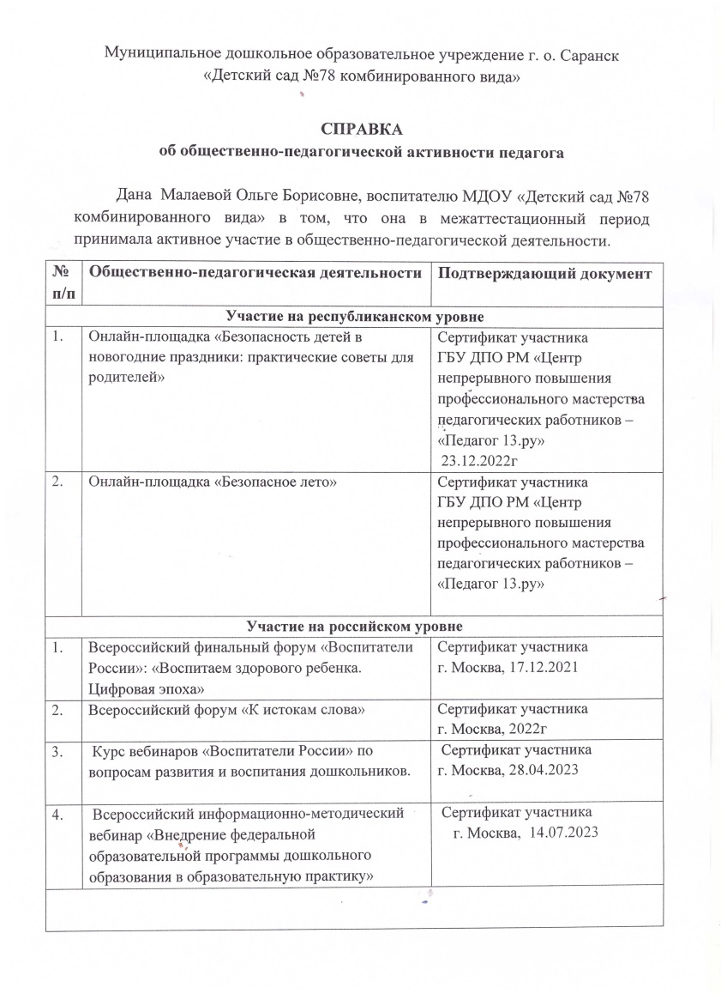 Муниципальное дошкольное образовательное учреждение г. о. Саранск
«Детский сад №78 комбинированного вида»
СПРАВКА
об общественно-педагогической активности педагога
Дана Малаевой Ольге Борисовне, воспитателю МДОУ «Детский сад №78
комбинированного вида» в том, что она в межаттестационный период
принимала активное участие в общественно-педагогической деятельности.
№
п/п
Общественно-педагогическая деятельности
Подтверждающий документ
Участие на республиканском уровне
1.
Онлайн-площадка «Безопасность детей в
новогодние праздники: практические советы для
родителей»
Сертификат участника
ГБУ ДПО РМ «Центр
непрерывного повышения
профессионального мастерства
педагогических работников –
«Педагог 13.ру»
23.12.2022г
2.
Онлайн-площадка «Безопасное лето»
Сертификат участника
ГБУ ДПО РМ «Центр
непрерывного повышения
профессионального мастерства
педагогических работников –
«Педагог 13.ру»
Участие на российском уровне
1.
Всероссийский финальный форум «Воспитатели
России»: «Воспитаем здорового ребенка.
Цифровая эпоха»
Сертификат участника
г. Москва, 17.12.2021
2.
Всероссийский форум «К истокам слова»
Сертификат участника
г. Москва, 2022г
3.
Курс вебинаров «Воспитатели России» по
вопросам развития и воспитания дошкольников.
Сертификат участника
г. Москва, 28.04.2023
4.
Всероссийский информационно-методический
вебинар «Внедрение федеральной
образовательной программы дошкольного
образования в образовательную практику»
Сертификат участника
г. Москва, 14.07.2023